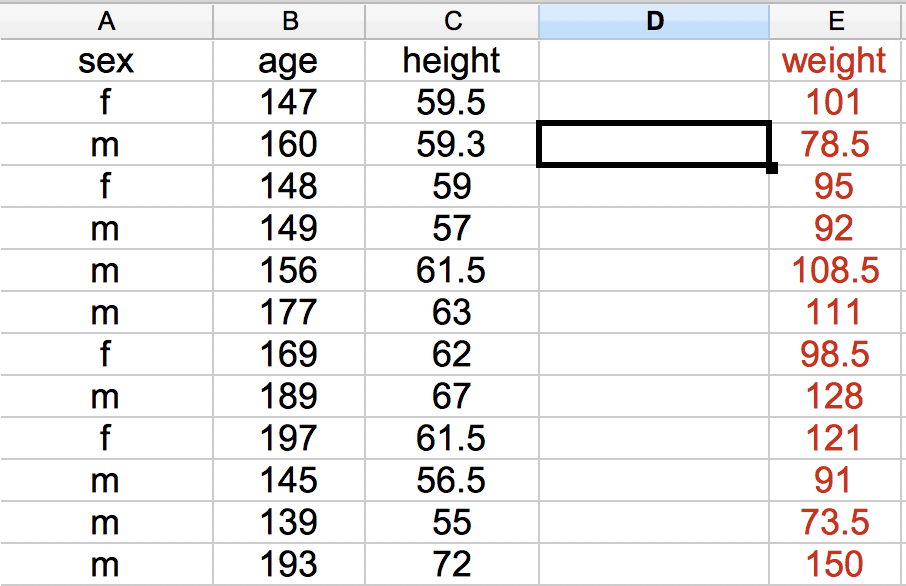 A B C D E
sex age height weight
f 147 59.5 101
m 160 59.3 78.5
f 148 59 95
m 149 57 92
m 156 61.5 108.5
m 177 63 111
f 169 62 98.5
m 189 67 128
f 197 61.5 121
m 145 56.5 91
m 139 55 73.5
m 193 72 150